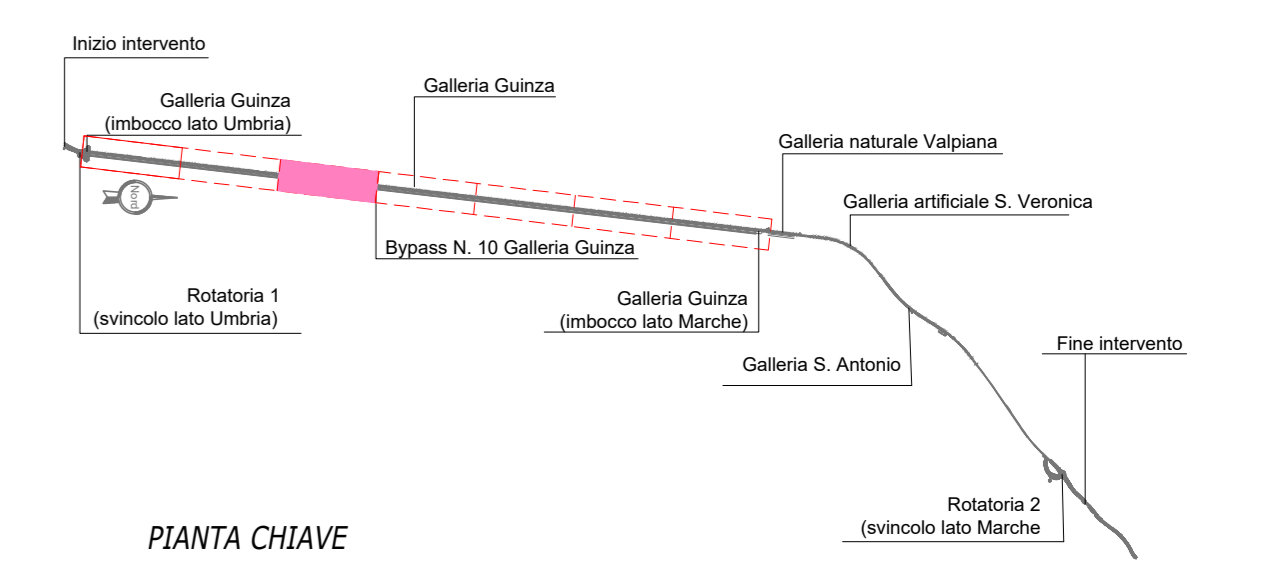 Inizio intervento
Galleria Guinza
(imbocco lato Umbria)
Galleria Guinza
Galleria naturale Valpiana
Galleria artificiale S. Veronica
Nord
Bypass N. 10 Galleria Guinza
Rotatoria 1
(svincolo lato Umbria)
Galleria Guinza
(imbocco lato Marche)
Galleria S. Antonio
Fine intervento
Rotatoria 2
(svincolo lato Marche
PIANTA CHIAVE